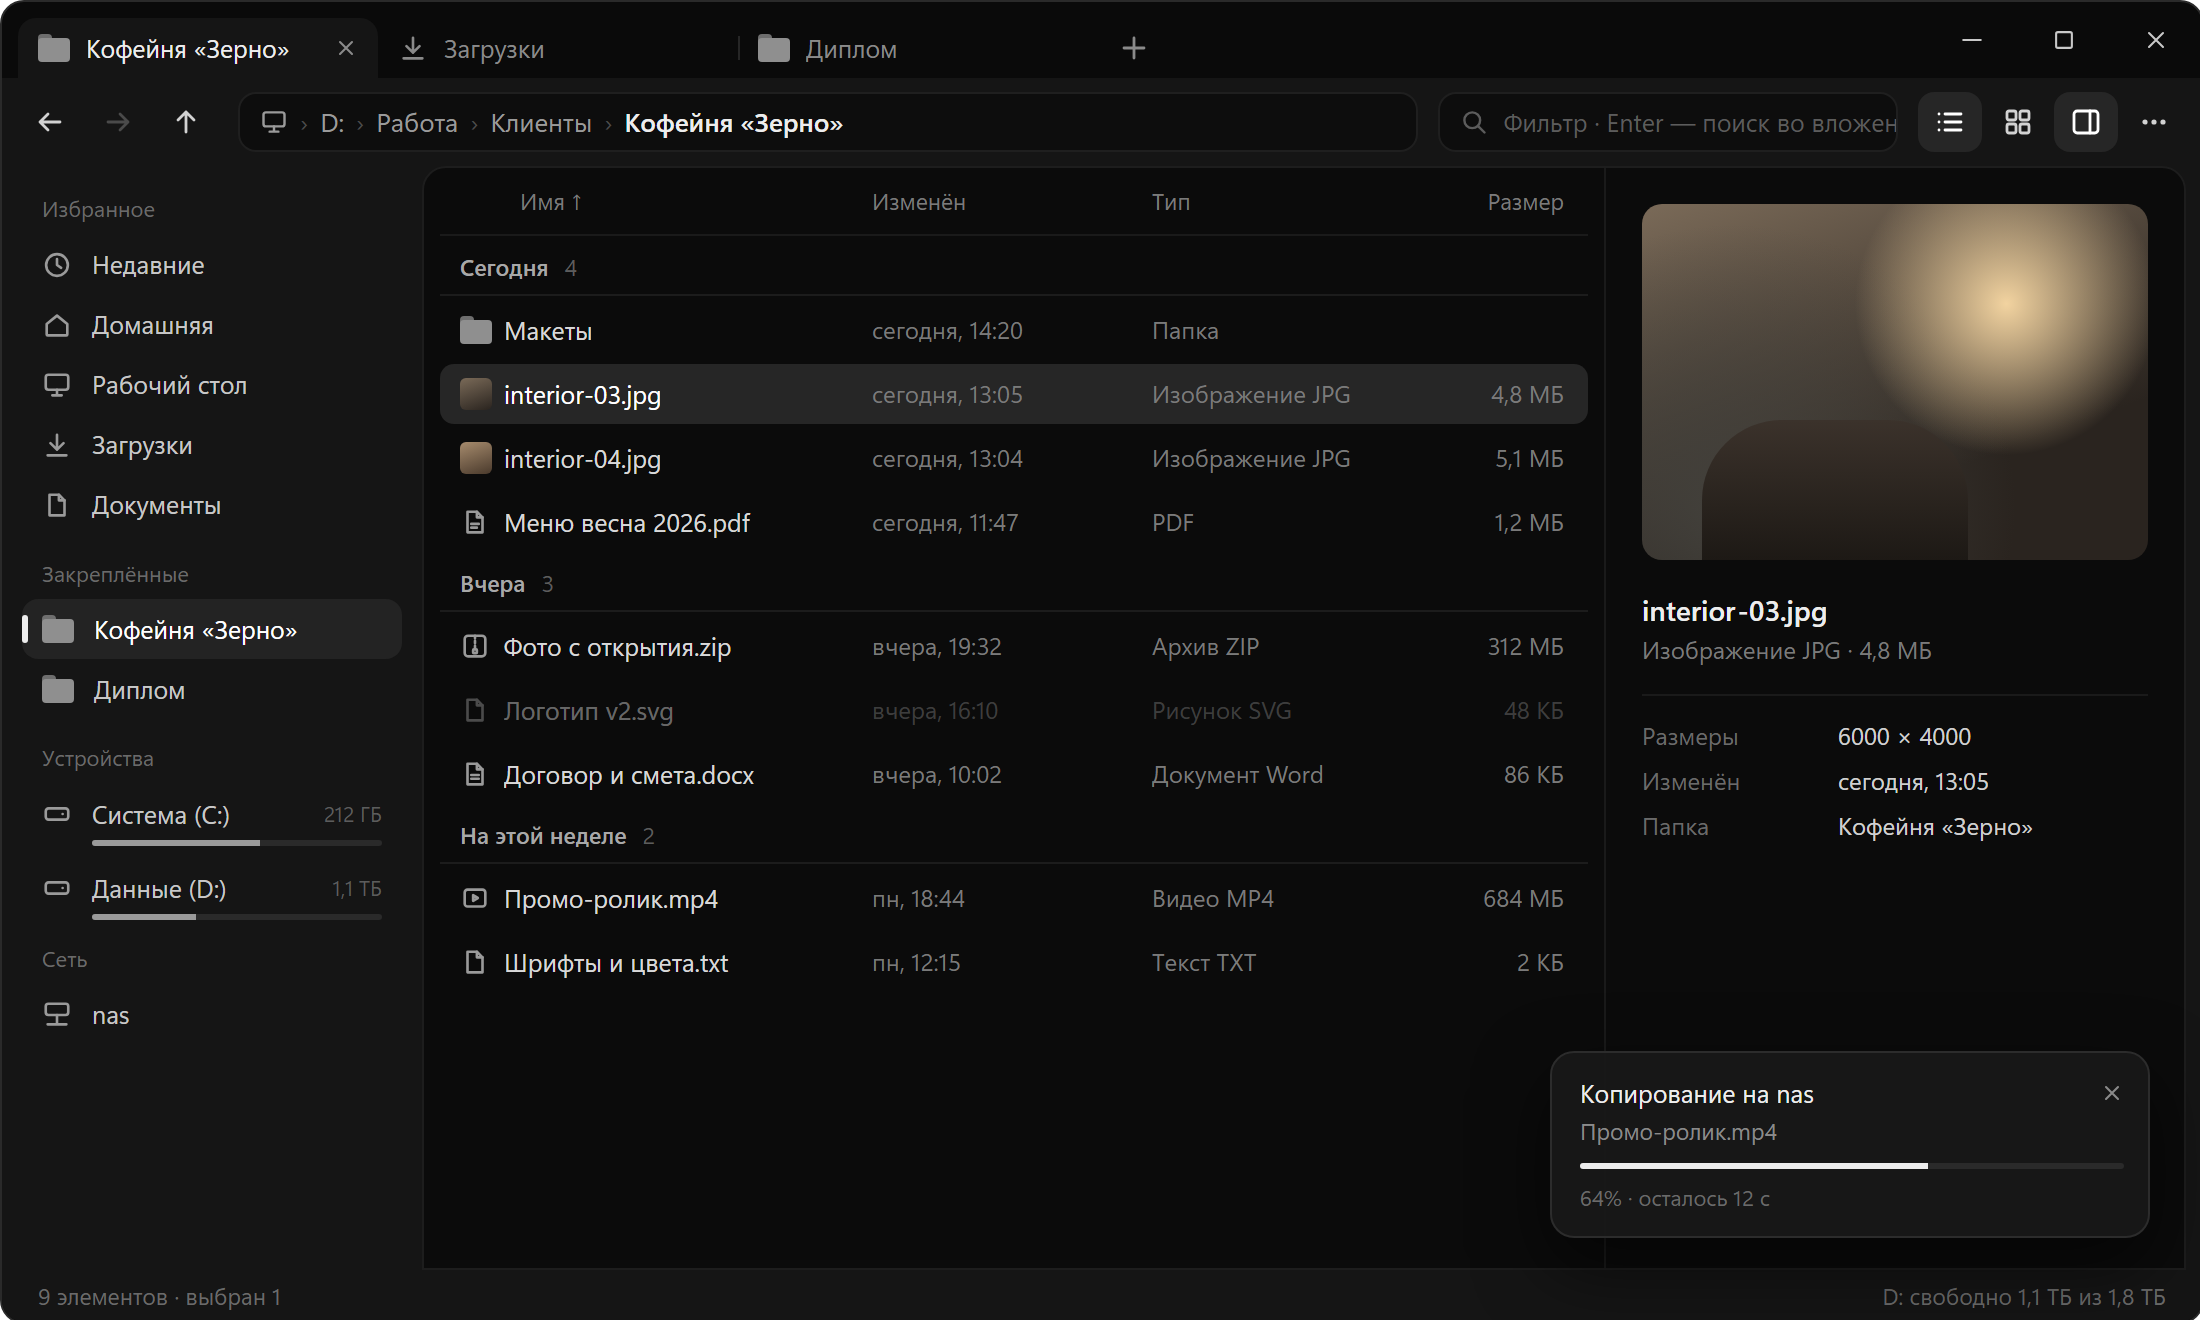 Кофейня «Зерно»
Загрузки
Диплом
D: › Работа › Клиенты › Кофейня «Зерно»
Фильтр · Enter — поиск во вложен
Избранное
Недавние
Домашняя
Рабочий стол
Загрузки
Документы
Закреплённые
Кофейня «Зерно»
Диплом
Устройства
Система (C:) 212 ГБ
Данные (D:) 1,1 ТБ
Сеть
nas
Имя ↑ Изменён Тип Размер
Сегодня 4
Макеты сегодня, 14:20 Папка
interior-03.jpg сегодня, 13:05 Изображение JPG 4,8 МБ
interior-04.jpg сегодня, 13:04 Изображение JPG 5,1 МБ
Меню весна 2026.pdf сегодня, 11:47 PDF 1,2 МБ
Вчера 3
Фото с открытия.zip вчера, 19:32 Архив ZIP 312 МБ
Логотип v2.svg вчера, 16:10 Рисунок SVG 48 КБ
Договор и смета.docx вчера, 10:02 Документ Word 86 КБ
На этой неделе 2
Промо-ролик.mp4 пн, 18:44 Видео MP4 684 МБ
Шрифты и цвета.txt пн, 12:15 Текст TXT 2 КБ
interior-03.jpg
Изображение JPG · 4,8 МБ
Размеры 6000 × 4000
Изменён сегодня, 13:05
Папка Кофейня «Зерно»
Копирование на nas
Промо-ролик.mp4
64% · осталось 12 с
9 элементов · выбран 1
D: свободно 1,1 ТБ из 1,8 ТБ